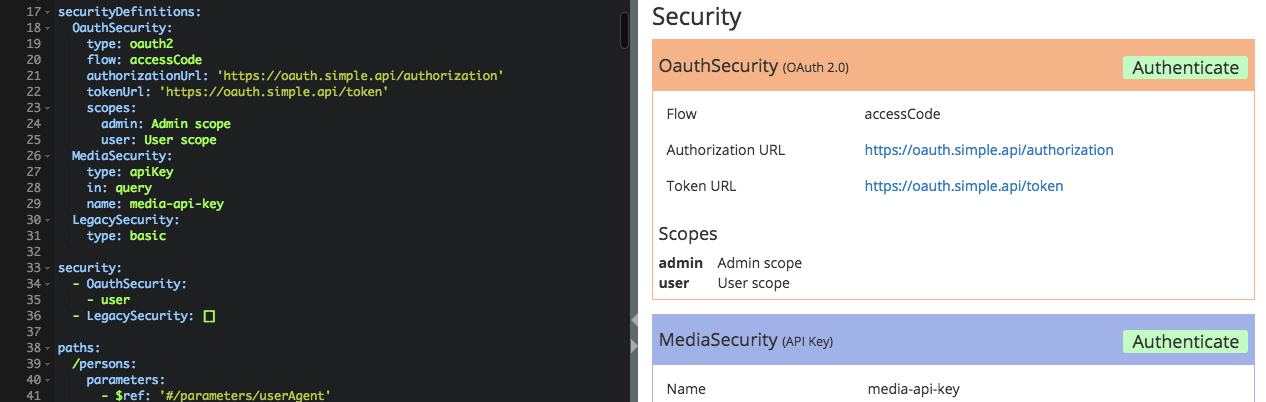 17 securityDefinitions:
18 OauthSecurity:
19 type: oauth2
20 flow: accessCode
21 authorizationUrl: 'https://oauth.simple.api/authorization'
22 tokenUrl: 'https://oauth.simple.api/token'
23 scopes:
24 admin: Admin scope
25 user: User scope
26 MediaSecurity:
27 type: apiKey
28 in: query
29 name: media-api-key
30 LegacySecurity:
31 type: basic
32
33 security:
34 - OauthSecurity:
35 - user
36 - LegacySecurity: []
37
38 paths:
39 /persons:
40 parameters:
41 - $ref: '#/parameters/userAgent'
Security
OauthSecurity (OAuth 2.0) Authenticate
Flow accessCode
Authorization URL https://oauth.simple.api/authorization
Token URL https://oauth.simple.api/token
Scopes
admin Admin scope
user User scope
MediaSecurity (API Key) Authenticate
Name media-api-key